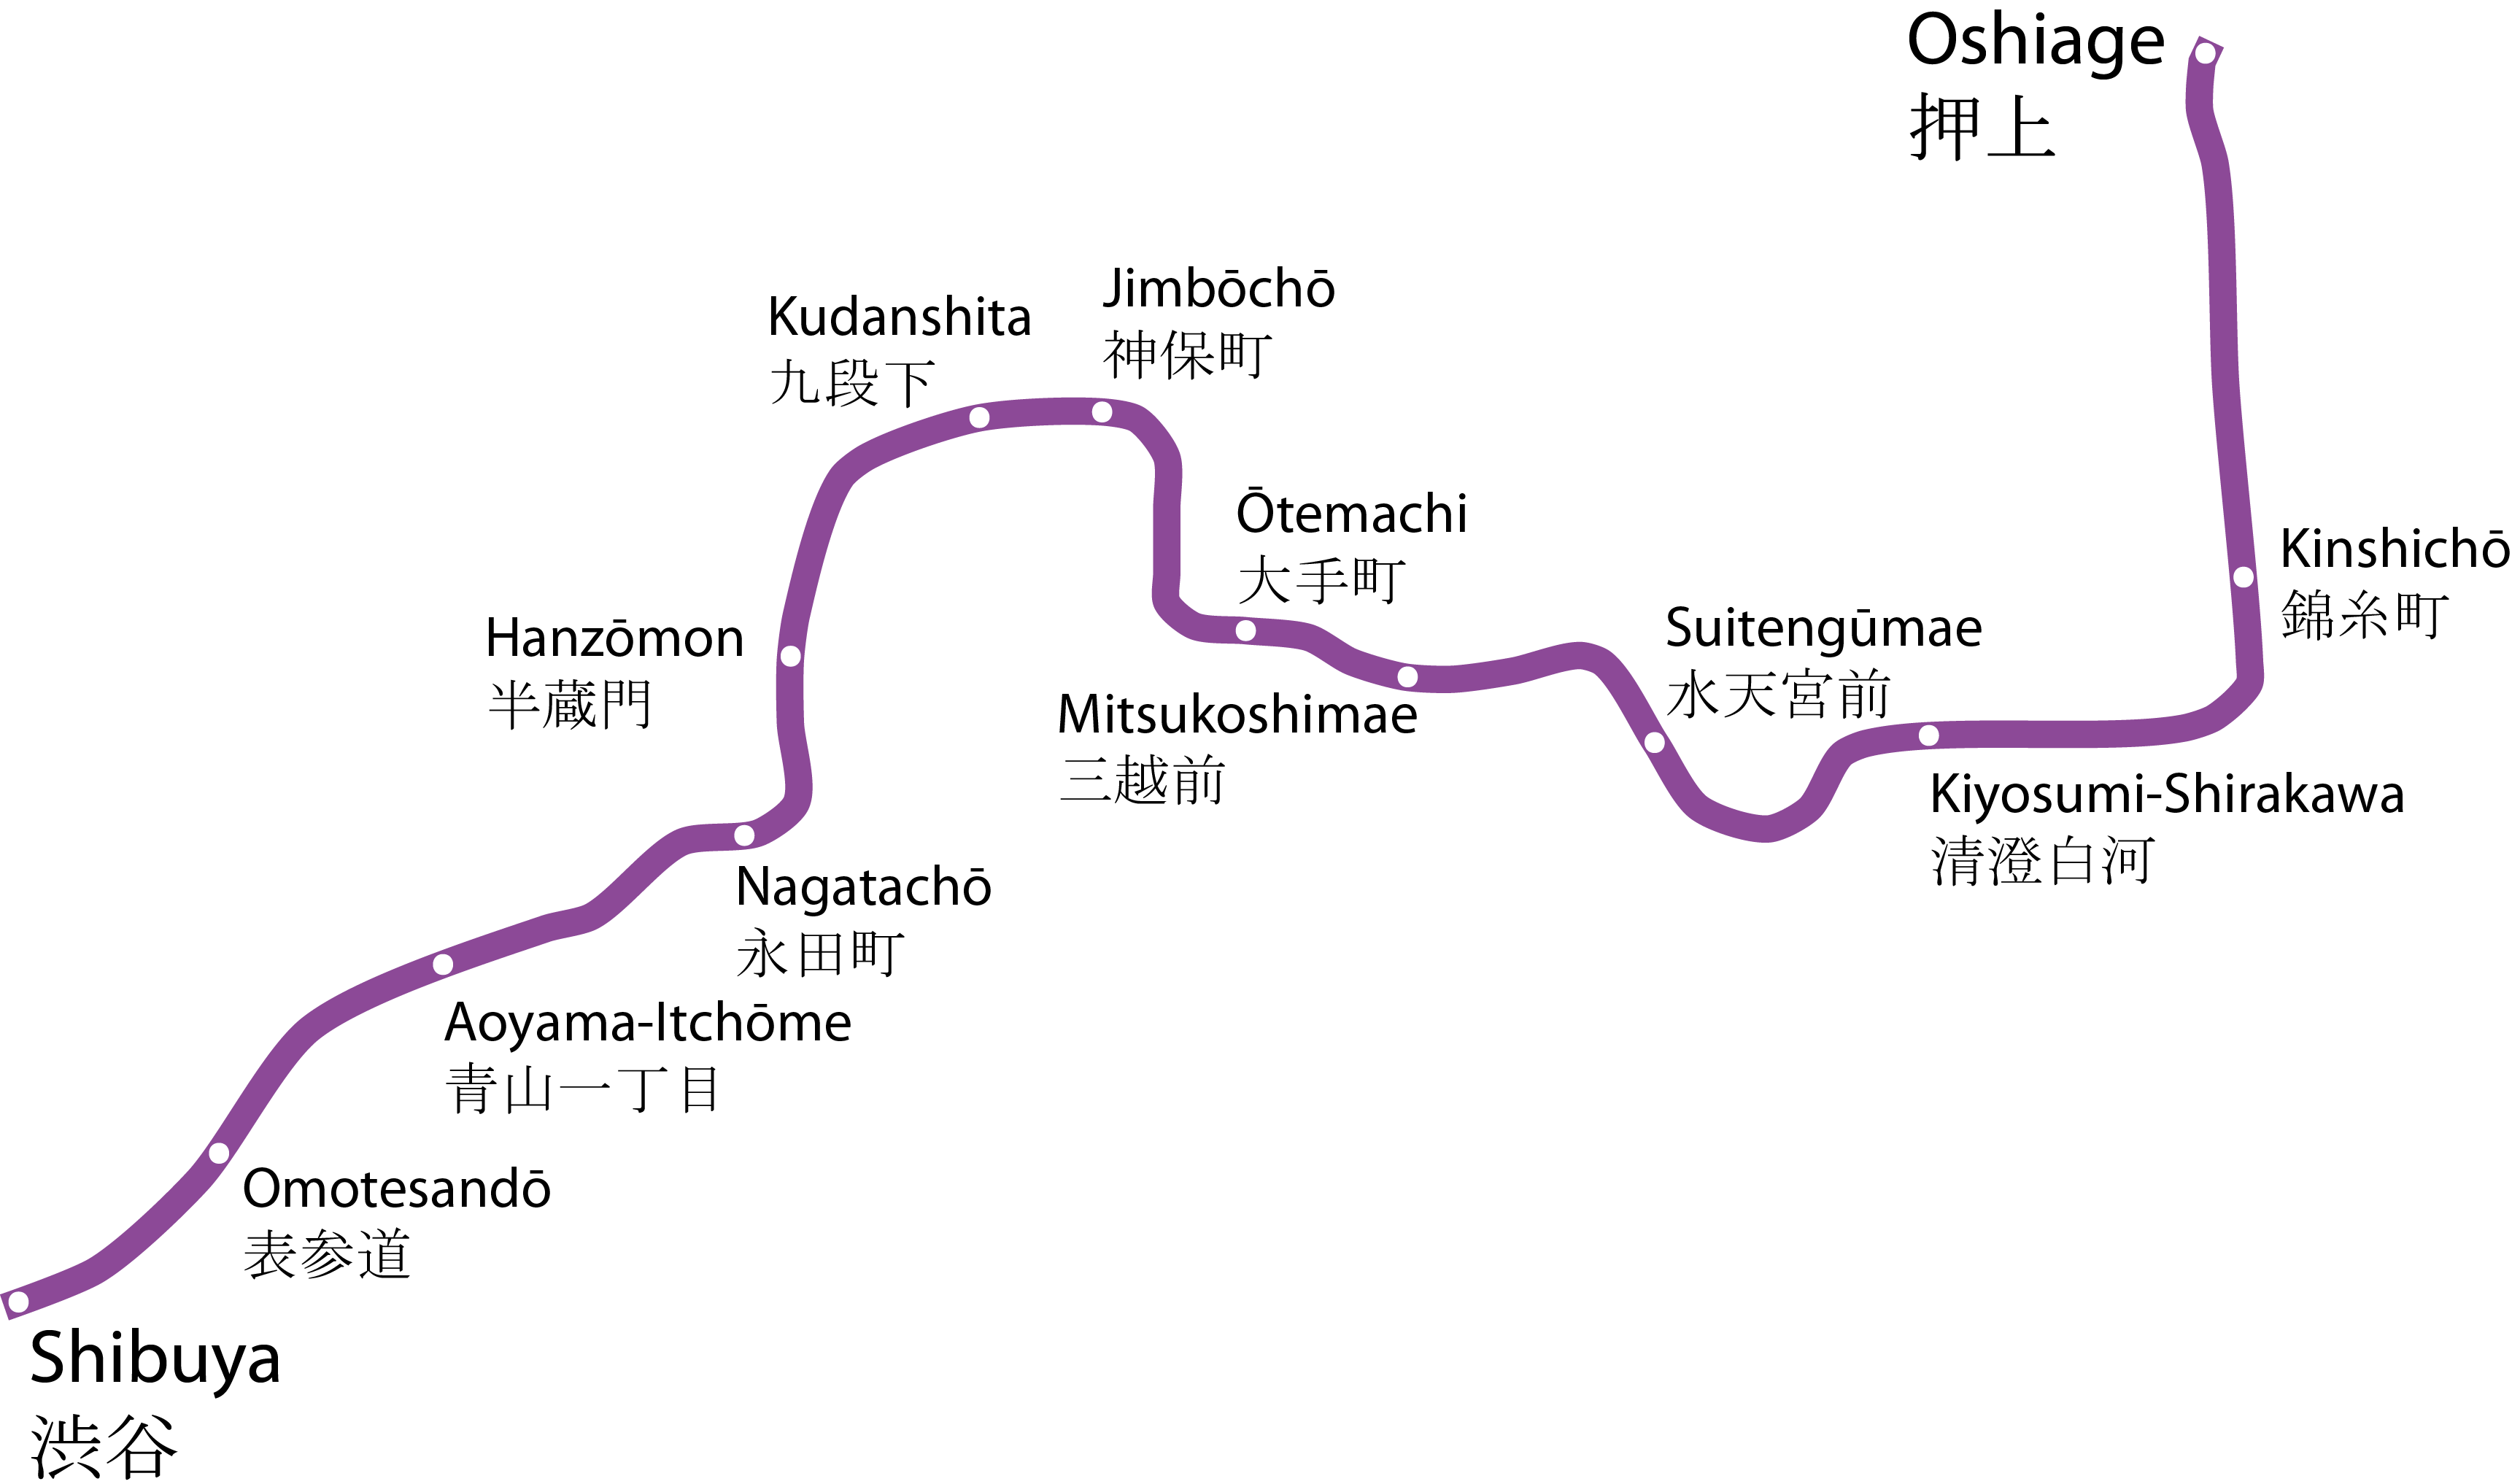 Oshiage
押上
Jimbōchō
神保町
Kudanshita
九段下
Ōtemachi
大手町
Kinshichō
錦糸町
Suitengūmae
水天宮前
Hanzōmon
半蔵門
Mitsukoshimae
三越前
Kiyosumi-Shirakawa
清澄白河
Nagatachō
永田町
Aoyama-Itchōme
青山一丁目
Omotesandō
表参道
Shibuya
渋谷